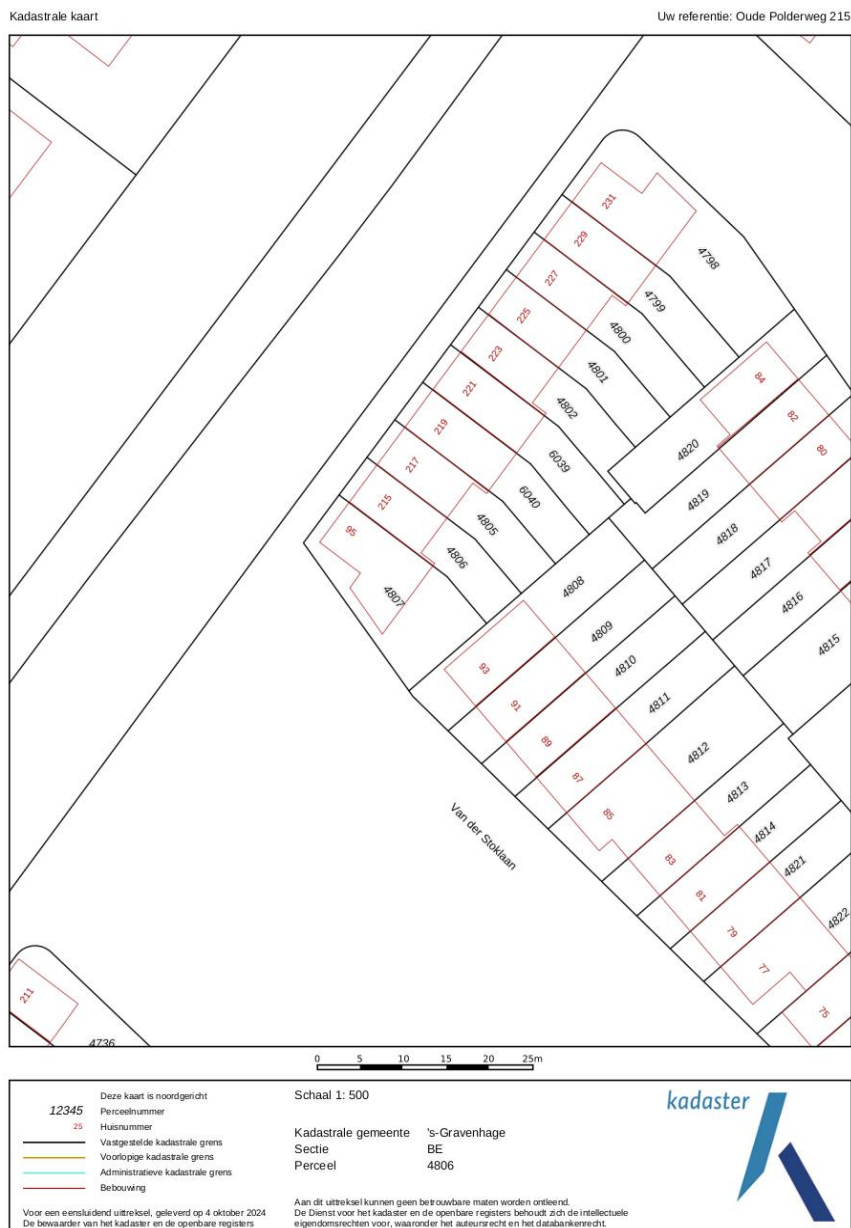 Kadastrale kaart
Uw referentie: Oude Polderweg 215
231
4798
229
4799
227
4800
225
4801
223
4802
221
6039
219
6040
217
4805
215
4806
95
4807
84
82
80
4820
4819
4818
4817
4816
4815
4808
4809
4810
4811
4812
4813
4814
4821
4822
93
91
89
87
85
83
81
79
77
75
Van der Stoklaan
211
4736
0 5 10 15 20 25m
Deze kaart is noordgericht
12345 Perceelnummer
25 Huisnummer
Vastgestelde kadastrale grens
Voorlopige kadastrale grens
Administratieve kadastrale grens
Bebouwing
Voor een eensluidend uittreksel, geleverd op 4 oktober 2024
De bewaarder van het kadaster en de openbare registers
Schaal 1: 500
Kadastrale gemeente 's-Gravenhage
Sectie BE
Perceel 4806
Aan dit uittreksel kunnen geen betrouwbare maten worden ontleend.
De Dienst voor het kadaster en de openbare registers behoudt zich de intellectuele
eigendomsrechten voor, waaronder het auteursrecht en het databankenrecht.
kadaster